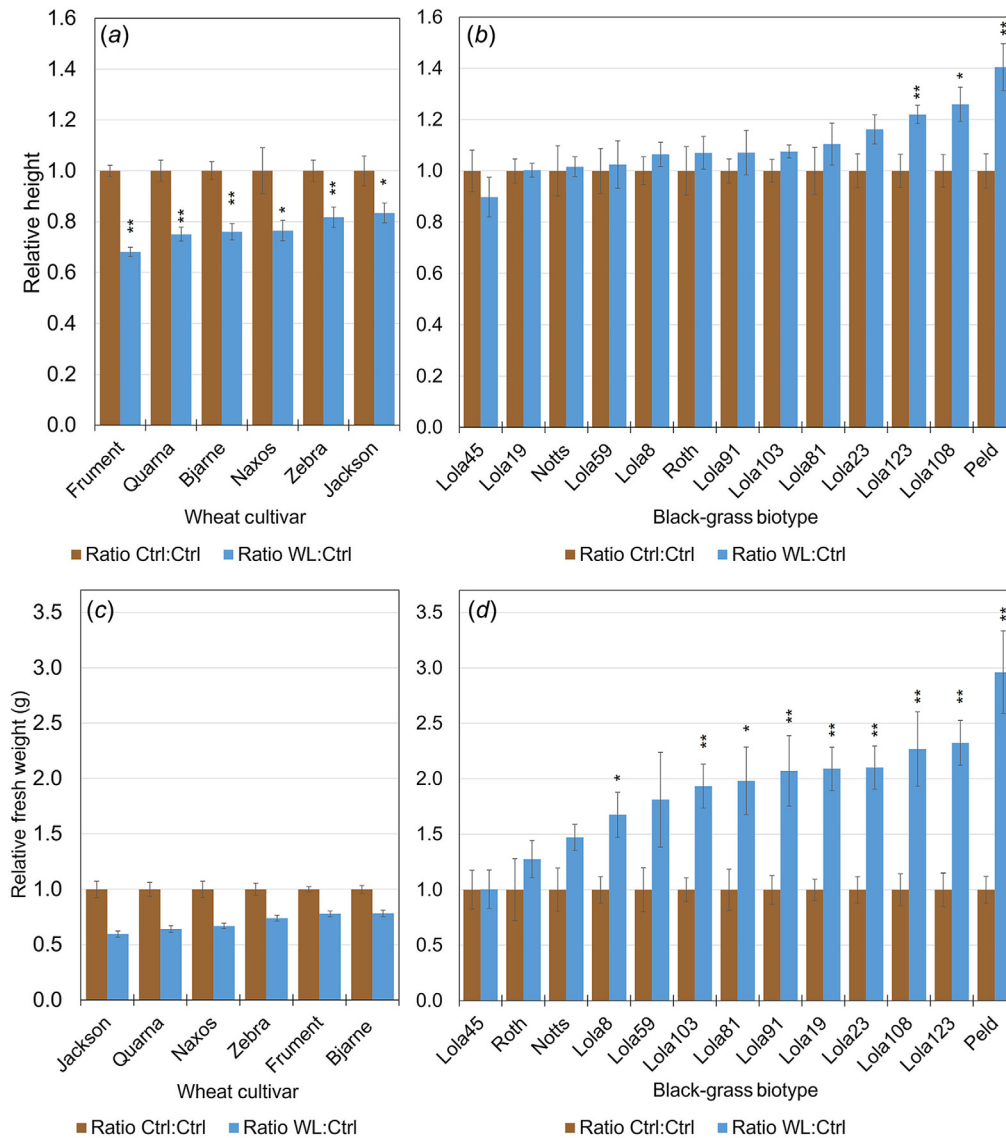 (a)
Relative height
1.6
1.4
1.2
1.0
0.8
0.6
0.4
0.2
0.0
** ** ** * ** *
Frument Quarna Bjarne Naxos Zebra Jackson
Wheat cultivar
Ratio Ctrl:Ctrl Ratio WL:Ctrl
(b)
1.6
1.4
1.2
1.0
0.8
0.6
0.4
0.2
0.0
** * **
Lola45 Lola19 Notts Lola59 Lola8 Roth Lola91 Lola103 Lola81 Lola23 Lola123 Lola108 Peld
Black-grass biotype
Ratio Ctrl:Ctrl Ratio WL:Ctrl
(c)
Relative fresh weight (g)
3.5
3.0
2.5
2.0
1.5
1.0
0.5
0.0
Jackson Quarna Naxos Zebra Frument Bjarne
Wheat cultivar
Ratio Ctrl:Ctrl Ratio WL:Ctrl
(d)
3.5
3.0
2.5
2.0
1.5
1.0
0.5
0.0
* ** * ** ** ** ** ** **
Lola45 Roth Notts Lola8 Lola59 Lola103 Lola81 Lola91 Lola19 Lola23 Lola108 Lola123 Peld
Black-grass biotype
Ratio Ctrl:Ctrl Ratio WL:Ctrl